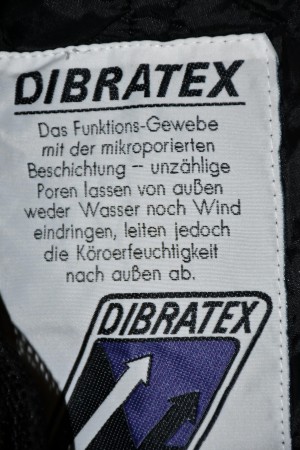 DIBRATEX
Das Funktions-Gewebe
mit der mikroporierten
Beschichtung – unzählige
Poren lassen von außen
weder Wasser noch Wind
eindringen, leiten jedoch
die Köroerfeuchtigkeit
nach außen ab.
DIBRATEX